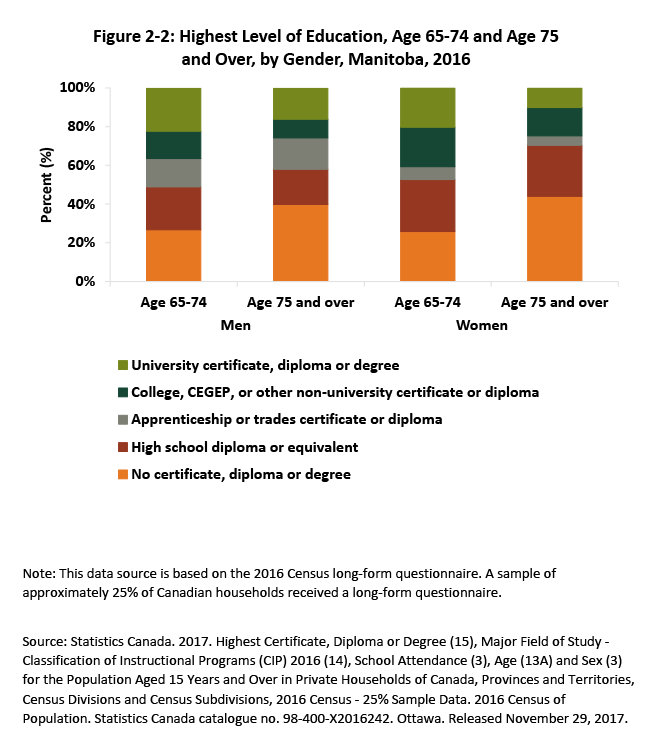 Figure 2-2: Highest Level of Education, Age 65-74 and Age 75
and Over, by Gender, Manitoba, 2016
100%
80%
60%
40%
20%
0%
Percent (%)
Age 65-74
Age 75 and over
Age 65-74
Age 75 and over
Men
Women
University certificate, diploma or degree
College, CEGEP, or other non-university certificate or diploma
Apprenticeship or trades certificate or diploma
High school diploma or equivalent
No certificate, diploma or degree
Note: This data source is based on the 2016 Census long-form questionnaire. A sample of
approximately 25% of Canadian households received a long-form questionnaire.
Source: Statistics Canada. 2017. Highest Certificate, Diploma or Degree (15), Major Field of Study -
Classification of Instructional Programs (CIP) 2016 (14), School Attendance (3), Age (13A) and Sex (3)
for the Population Aged 15 Years and Over in Private Households of Canada, Provinces and Territories,
Census Divisions and Census Subdivisions, 2016 Census - 25% Sample Data. 2016 Census of
Population. Statistics Canada catalogue no. 98-400-X2016242. Ottawa. Released November 29, 2017.